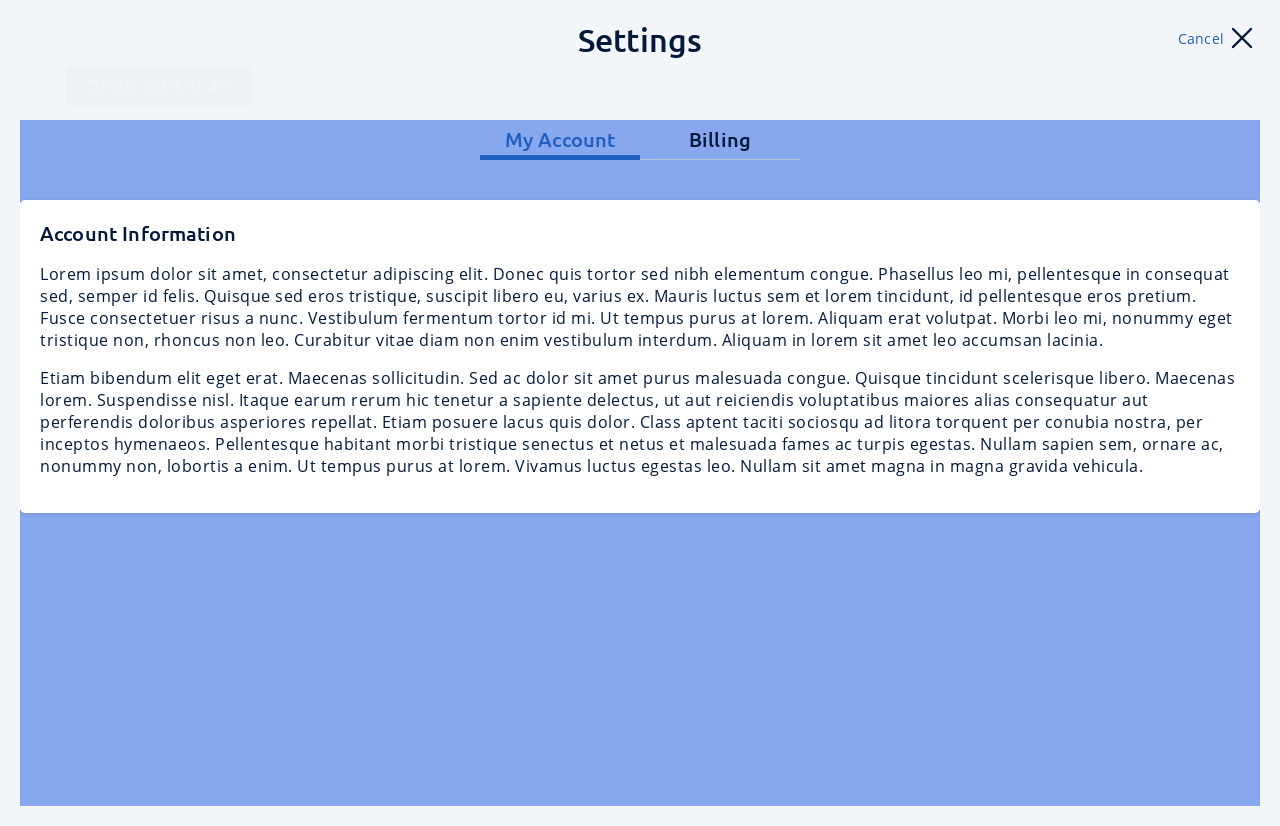 Settings
Cancel
OPEN OVERLAY
My Account
Billing
Account Information
Lorem ipsum dolor sit amet, consectetur adipiscing elit. Donec quis tortor sed nibh elementum congue. Phasellus leo mi, pellentesque in consequat
sed, semper id felis. Quisque sed eros tristique, suscipit libero eu, varius ex. Mauris luctus sem et lorem tincidunt, id pellentesque eros pretium.
Fusce consectetuer risus a nunc. Vestibulum fermentum tortor id mi. Ut tempus purus at lorem. Aliquam erat volutpat. Morbi leo mi, nonummy eget
tristique non, rhoncus non leo. Curabitur vitae diam non enim vestibulum interdum. Aliquam in lorem sit amet leo accumsan lacinia.
Etiam bibendum elit eget erat. Maecenas sollicitudin. Sed ac dolor sit amet purus malesuada congue. Quisque tincidunt scelerisque libero. Maecenas
lorem. Suspendisse nisl. Itaque earum rerum hic tenetur a sapiente delectus, ut aut reiciendis voluptatibus maiores alias consequatur aut
perferendis doloribus asperiores repellat. Etiam posuere lacus quis dolor. Class aptent taciti sociosqu ad litora torquent per conubia nostra, per
inceptos hymenaeos. Pellentesque habitant morbi tristique senectus et netus et malesuada fames ac turpis egestas. Nullam sapien sem, ornare ac,
nonummy non, lobortis a enim. Ut tempus purus at lorem. Vivamus luctus egestas leo. Nullam sit amet magna in magna gravida vehicula.